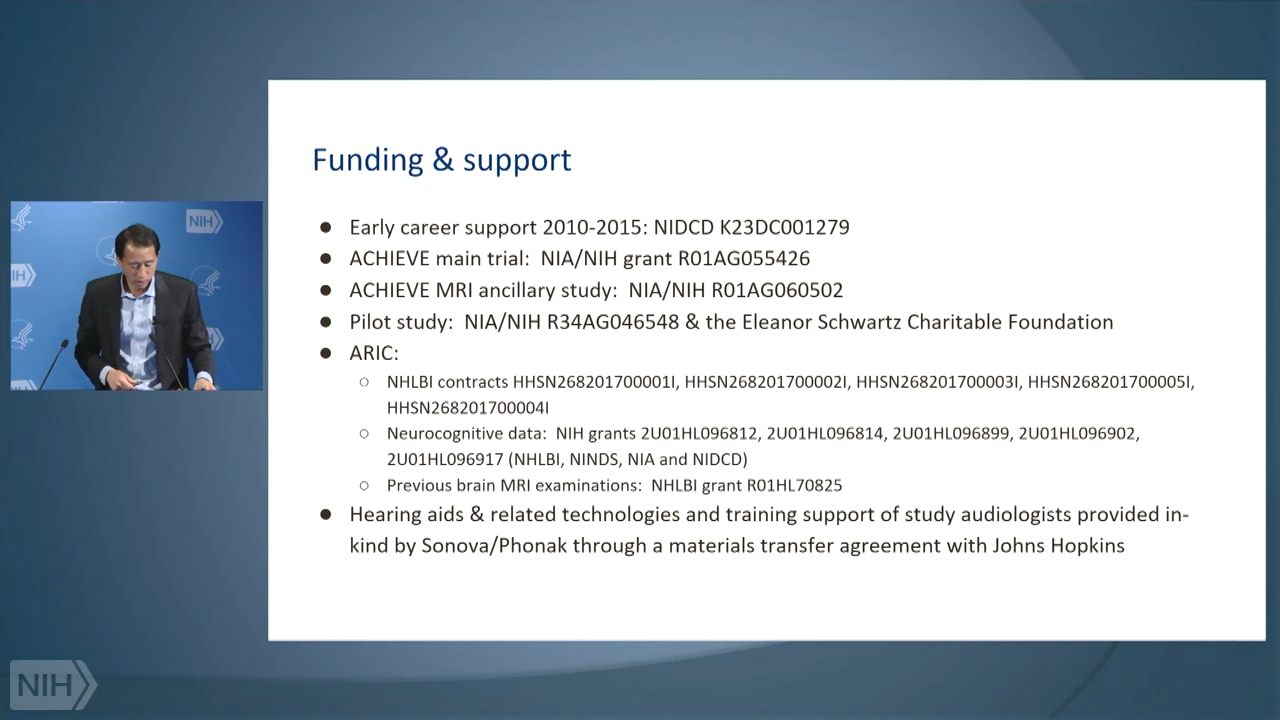 Funding & support
● Early career support 2010-2015: NIDCD K23DC001279
● ACHIEVE main trial: NIA/NIH grant R01AG055426
● ACHIEVE MRI ancillary study: NIA/NIH R01AG060502
● Pilot study: NIA/NIH R34AG046548 & the Eleanor Schwartz Charitable Foundation
● ARIC:
○ NHLBI contracts HHSN268201700001I, HHSN268201700002I, HHSN268201700003I, HHSN268201700005I,
HHSN268201700004I
○ Neurocognitive data: NIH grants 2U01HL096812, 2U01HL096814, 2U01HL096899, 2U01HL096902,
2U01HL096917 (NHLBI, NINDS, NIA and NIDCD)
○ Previous brain MRI examinations: NHLBI grant R01HL70825
● Hearing aids & related technologies and training support of study audiologists provided in-
kind by Sonova/Phonak through a materials transfer agreement with Johns Hopkins
NIH
IH
NIH